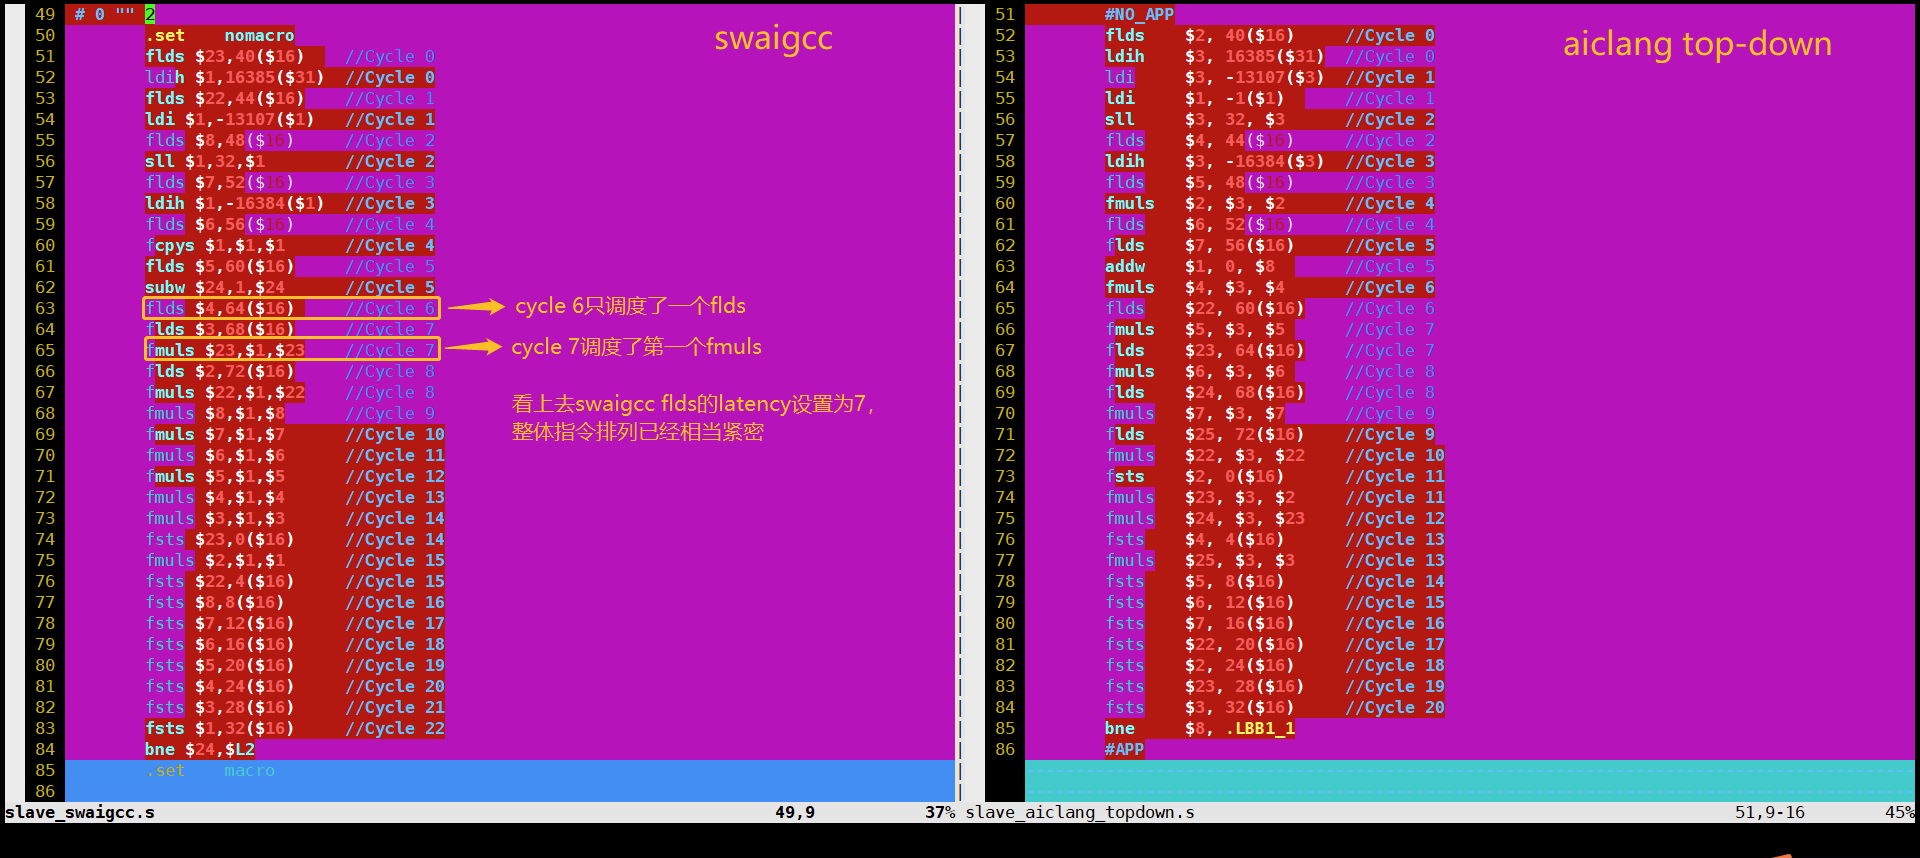 49 # 0 "" 2
50 .set nomacro
swaigcc
51 flds $23,40($16) //Cycle 0
52 ldih $1,16385($31) //Cycle 0
53 flds $22,44($16) //Cycle 1
54 ldi $1,-13107($1) //Cycle 1
55 flds $8,48($16) //Cycle 2
56 sll $1,32,$1 //Cycle 2
57 flds $7,52($16) //Cycle 3
58 ldih $1,-16384($1) //Cycle 3
59 flds $6,56($16) //Cycle 4
60 fcpys $1,$1,$1 //Cycle 4
61 flds $5,60($16) //Cycle 5
62 subw $24,1,$24 //Cycle 5
63 flds $4,64($16) //Cycle 6
cycle 6只调度了一个flds
64 flds $3,68($16) //Cycle 7
65 fmuls $23,$1,$23 //Cycle 7
cycle 7调度了第一个fmuls
66 flds $2,72($16) //Cycle 8
67 fmuls $22,$1,$22 //Cycle 8
68 fmuls $8,$1,$8 //Cycle 9
看上去swaigcc flds的latency设置为7，
整体指令排列已经相当紧密
69 fmuls $7,$1,$7 //Cycle 10
70 fmuls $6,$1,$6 //Cycle 11
71 fmuls $5,$1,$5 //Cycle 12
72 fmuls $4,$1,$4 //Cycle 13
73 fmuls $3,$1,$3 //Cycle 14
74 fsts $23,0($16) //Cycle 14
75 fmuls $2,$1,$1 //Cycle 15
76 fsts $22,4($16) //Cycle 15
77 fsts $8,8($16) //Cycle 16
78 fsts $7,12($16) //Cycle 17
79 fsts $6,16($16) //Cycle 18
80 fsts $5,20($16) //Cycle 19
81 fsts $4,24($16) //Cycle 20
82 fsts $3,28($16) //Cycle 21
83 fsts $1,32($16) //Cycle 22
84 bne $24,$L2
85 .set macro
86
slave_swaigcc.s 49,9 37%
51 #NO_APP
aiclang top-down
52 flds $2, 40($16) //Cycle 0
53 ldih $3, 16385($31) //Cycle 0
54 ldi $3, -13107($3) //Cycle 1
55 ldi $1, -1($1) //Cycle 1
56 sll $3, 32, $3 //Cycle 2
57 flds $4, 44($16) //Cycle 2
58 ldih $3, -16384($3) //Cycle 3
59 flds $5, 48($16) //Cycle 3
60 fmuls $2, $3, $2 //Cycle 4
61 flds $6, 52($16) //Cycle 4
62 flds $7, 56($16) //Cycle 5
63 addw $1, 0, $8 //Cycle 5
64 fmuls $4, $3, $4 //Cycle 6
65 flds $22, 60($16) //Cycle 6
66 fmuls $5, $3, $5 //Cycle 7
67 flds $23, 64($16) //Cycle 7
68 fmuls $6, $3, $6 //Cycle 8
69 flds $24, 68($16) //Cycle 8
70 fmuls $7, $3, $7 //Cycle 9
71 flds $25, 72($16) //Cycle 9
72 fmuls $22, $3, $22 //Cycle 10
73 fsts $2, 0($16) //Cycle 11
74 fmuls $23, $3, $2 //Cycle 11
75 fmuls $24, $3, $23 //Cycle 12
76 fsts $4, 4($16) //Cycle 13
77 fmuls $25, $3, $3 //Cycle 13
78 fsts $5, 8($16) //Cycle 14
79 fsts $6, 12($16) //Cycle 15
80 fsts $7, 16($16) //Cycle 16
81 fsts $22, 20($16) //Cycle 17
82 fsts $2, 24($16) //Cycle 18
83 fsts $23, 28($16) //Cycle 19
84 fsts $3, 32($16) //Cycle 20
85 bne $8, .LBB1_1
86 #APP
slave_aiclang_topdown.s 51,9-16 45%